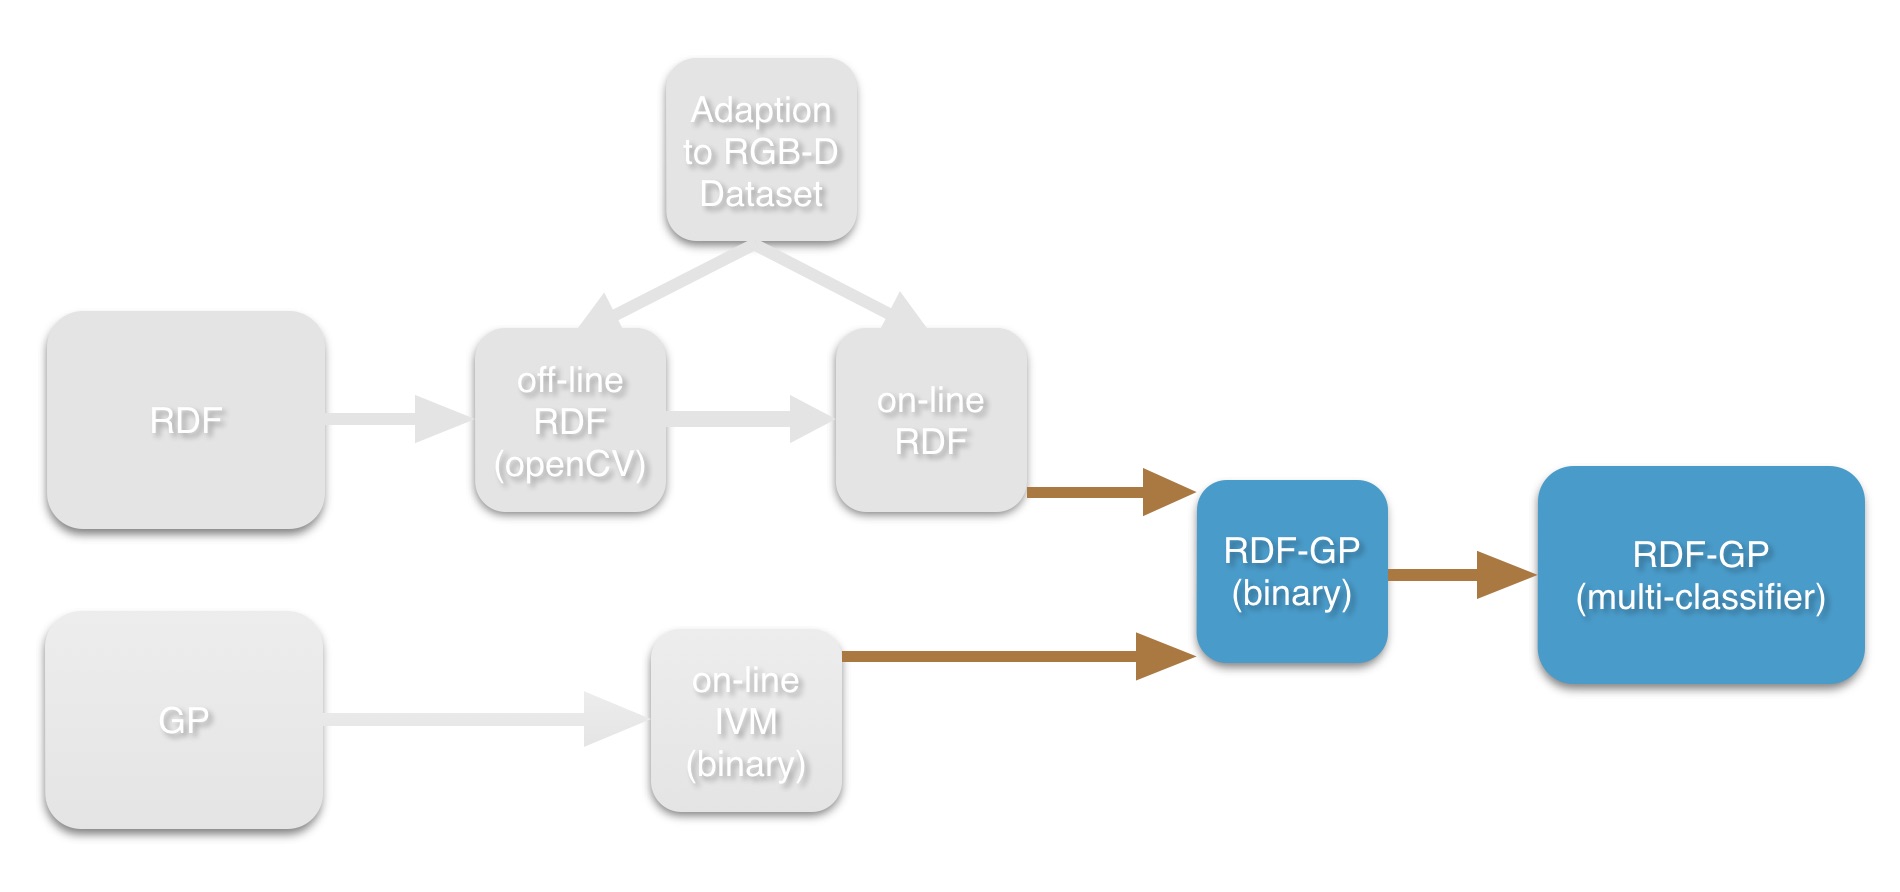 Adaption
to RGB-D
Dataset
RDF
off-line
RDF
(openCV)
on-line
RDF
RDF-GP
(binary)
RDF-GP
(multi-classifier)
GP
on-line
IVM
(binary)